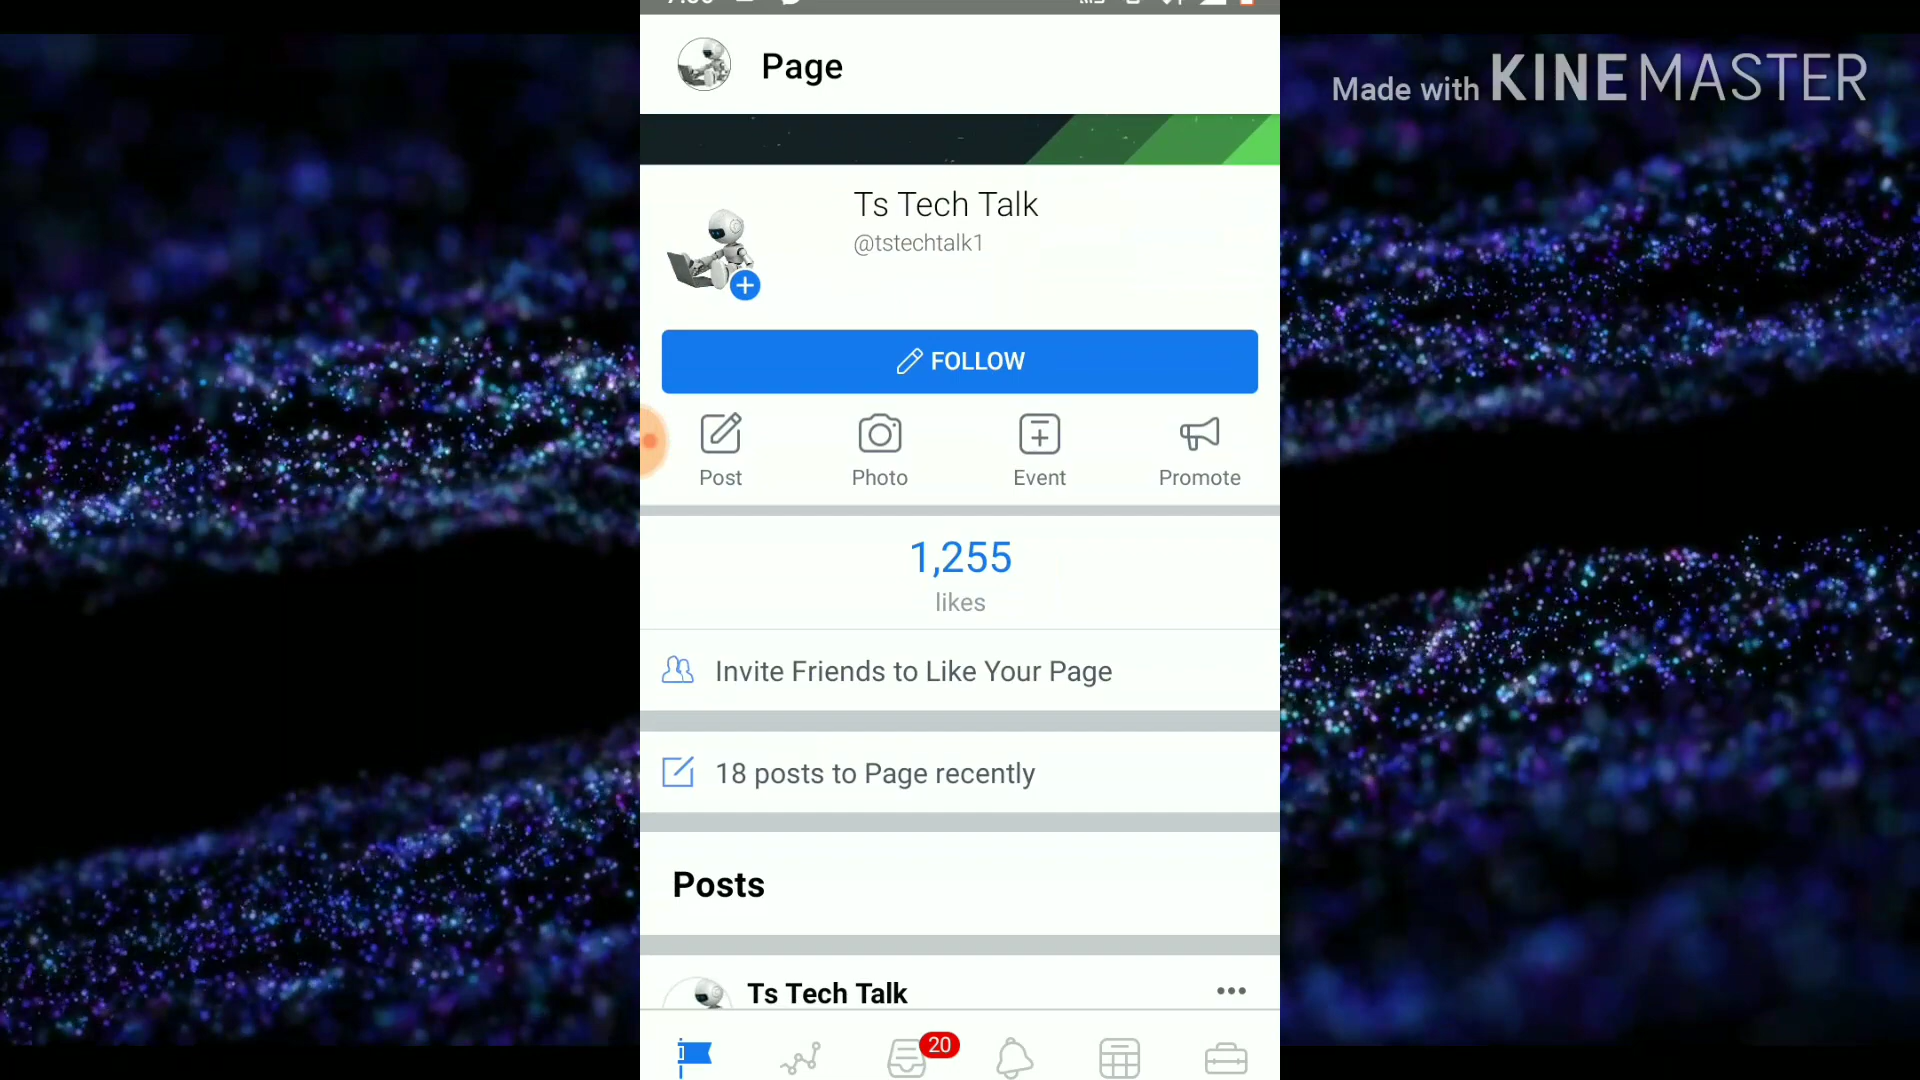 Page
Made with KINEMASTER
Ts Tech Talk
@tstechtalk1
FOLLOW
Post Photo Event Promote
1,255
likes
Invite Friends to Like Your Page
18 posts to Page recently
Posts
Ts Tech Talk
20